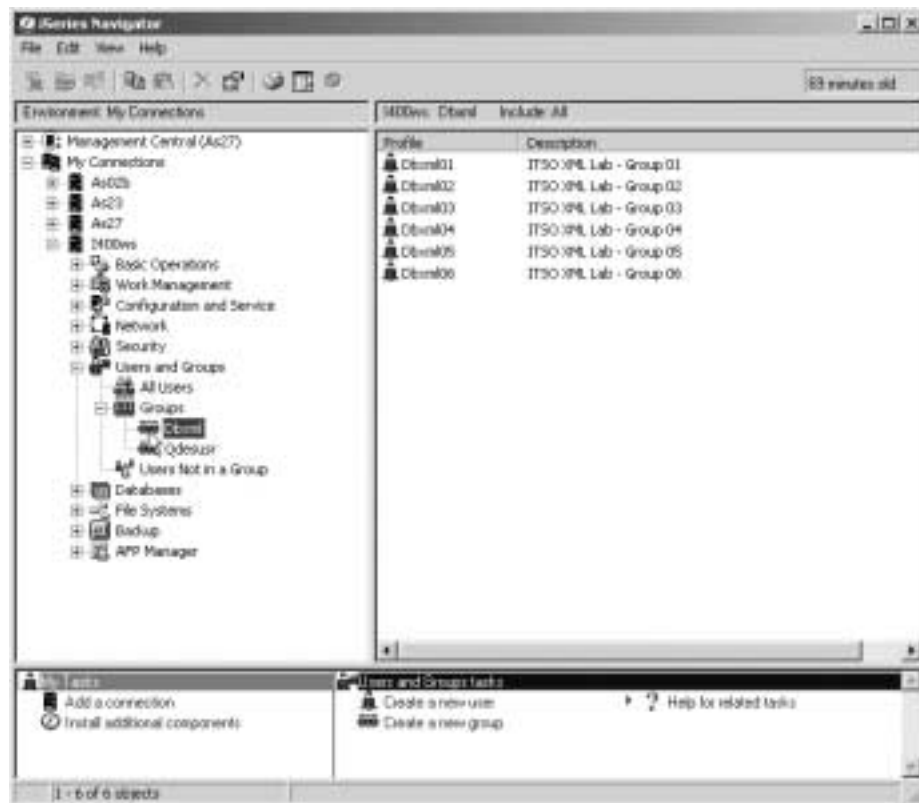 iSeries Navigator
File Edit View Help
83 minutes old
Environment: My Connections
I400ws: Dbxml Include: All
Management Central (As27)
My Connections
As02b
As23
As27
I400ws
Basic Operations
Work Management
Configuration and Service
Network
Security
Users and Groups
All Users
Groups
Dbxml
Qdesusr
Users Not in a Group
Databases
File Systems
Backup
AFP Manager
Profile Description
Dbxml01 ITSO XML Lab - Group 01
Dbxml02 ITSO XML Lab - Group 02
Dbxml03 ITSO XML Lab - Group 03
Dbxml04 ITSO XML Lab - Group 04
Dbxml05 ITSO XML Lab - Group 05
Dbxml06 ITSO XML Lab - Group 06
My Tasks
Add a connection
Install additional components
Users and Groups tasks
Create a new user
Create a new group
Help for related tasks
1 - 6 of 6 objects